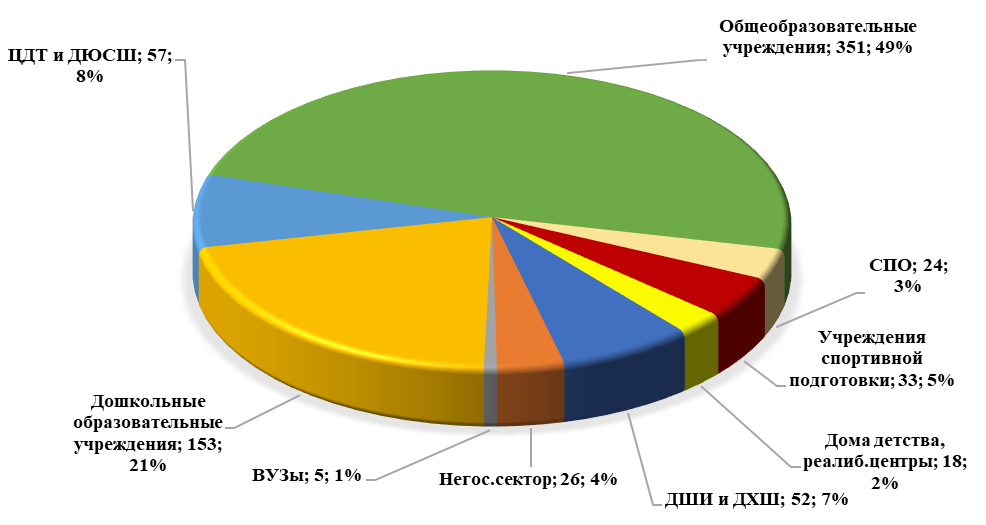 Общеобразовательные
учреждения; 351; 49%
ЦДТ и ДЮСШ; 57;
8%
СПО; 24;
3%
Учреждения
спортивной
подготовки; 33; 5%
Дома детства,
реалиб.центры; 18;
2%
ДШИ и ДХШ; 52; 7%
Негос.сектор; 26; 4%
ВУЗы; 5; 1%
Дошкольные
образовательные
учреждения; 153;
21%